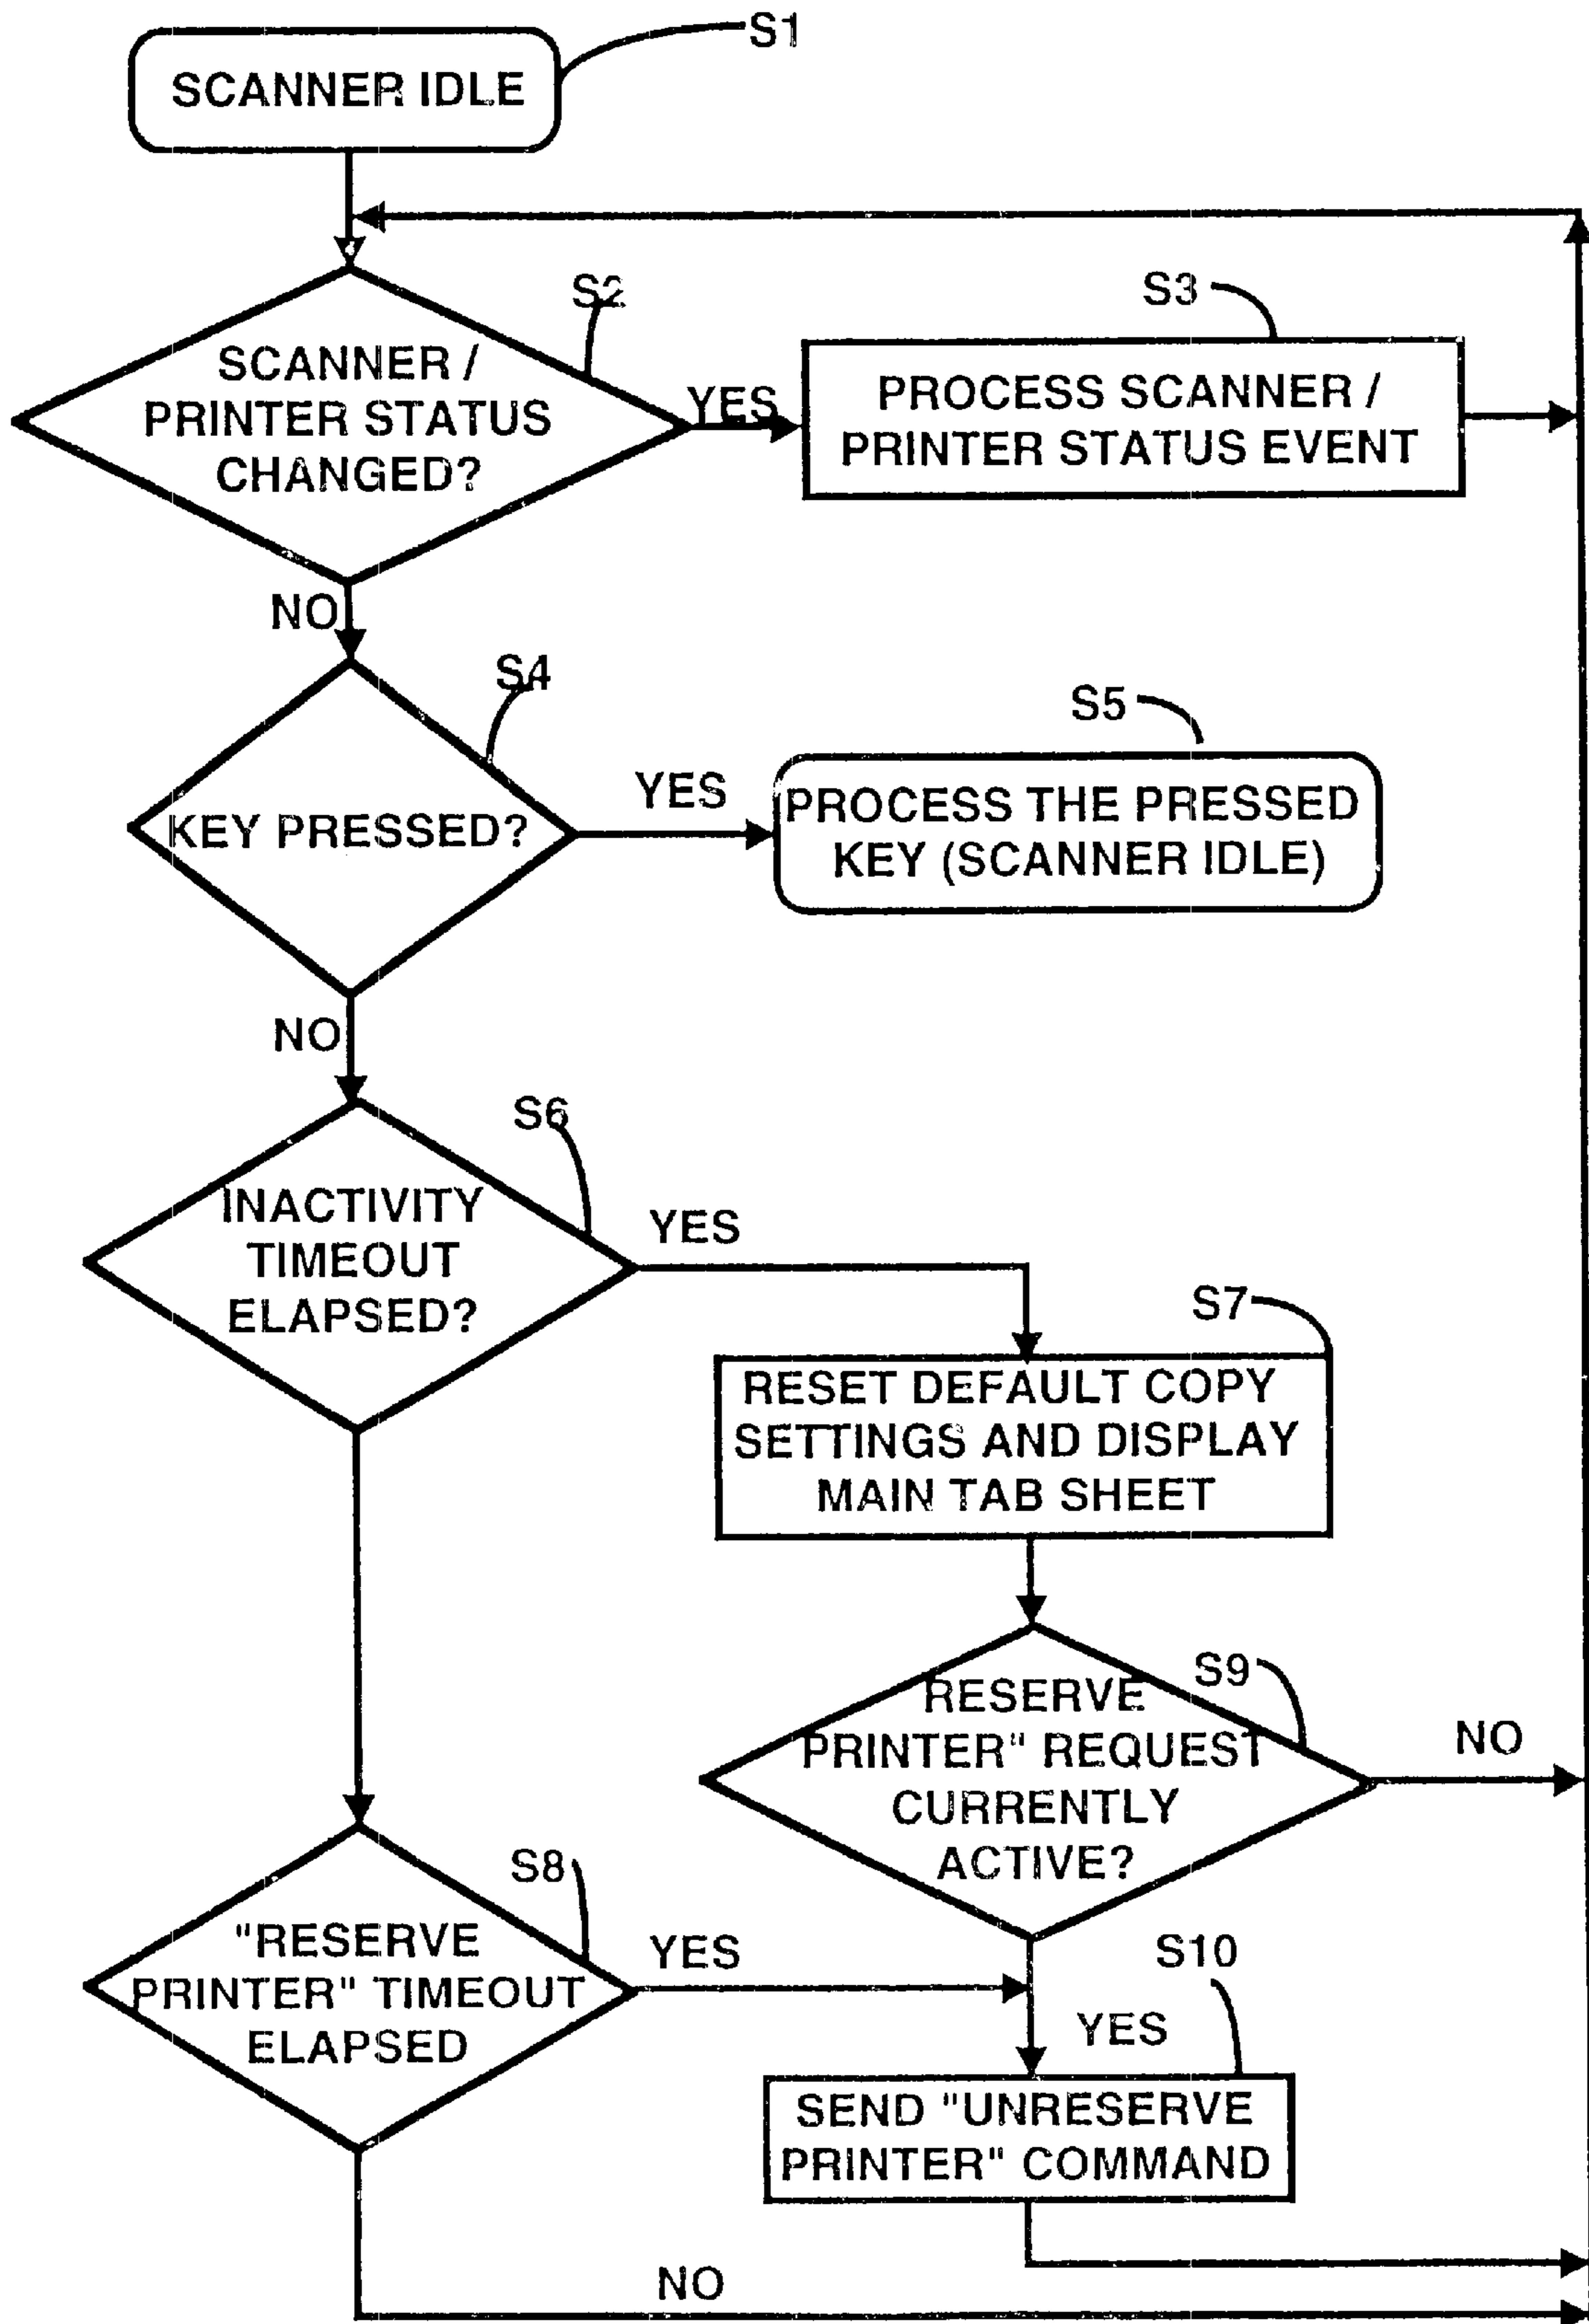 S1
SCANNER IDLE
S2
S3
SCANNER /
PRINTER STATUS
CHANGED?
YES
PROCESS SCANNER /
PRINTER STATUS EVENT
NO
S4
S5
KEY PRESSED?
YES
PROCESS THE PRESSED
KEY (SCANNER IDLE)
NO
S6
INACTIVITY
TIMEOUT
ELAPSED?
YES
S7
RESET DEFAULT COPY
SETTINGS AND DISPLAY
MAIN TAB SHEET
S9
RESERVE
PRINTER" REQUEST
CURRENTLY
ACTIVE?
NO
S8
"RESERVE
PRINTER" TIMEOUT
ELAPSED
YES
S10
YES
SEND "UNRESERVE
PRINTER" COMMAND
NO